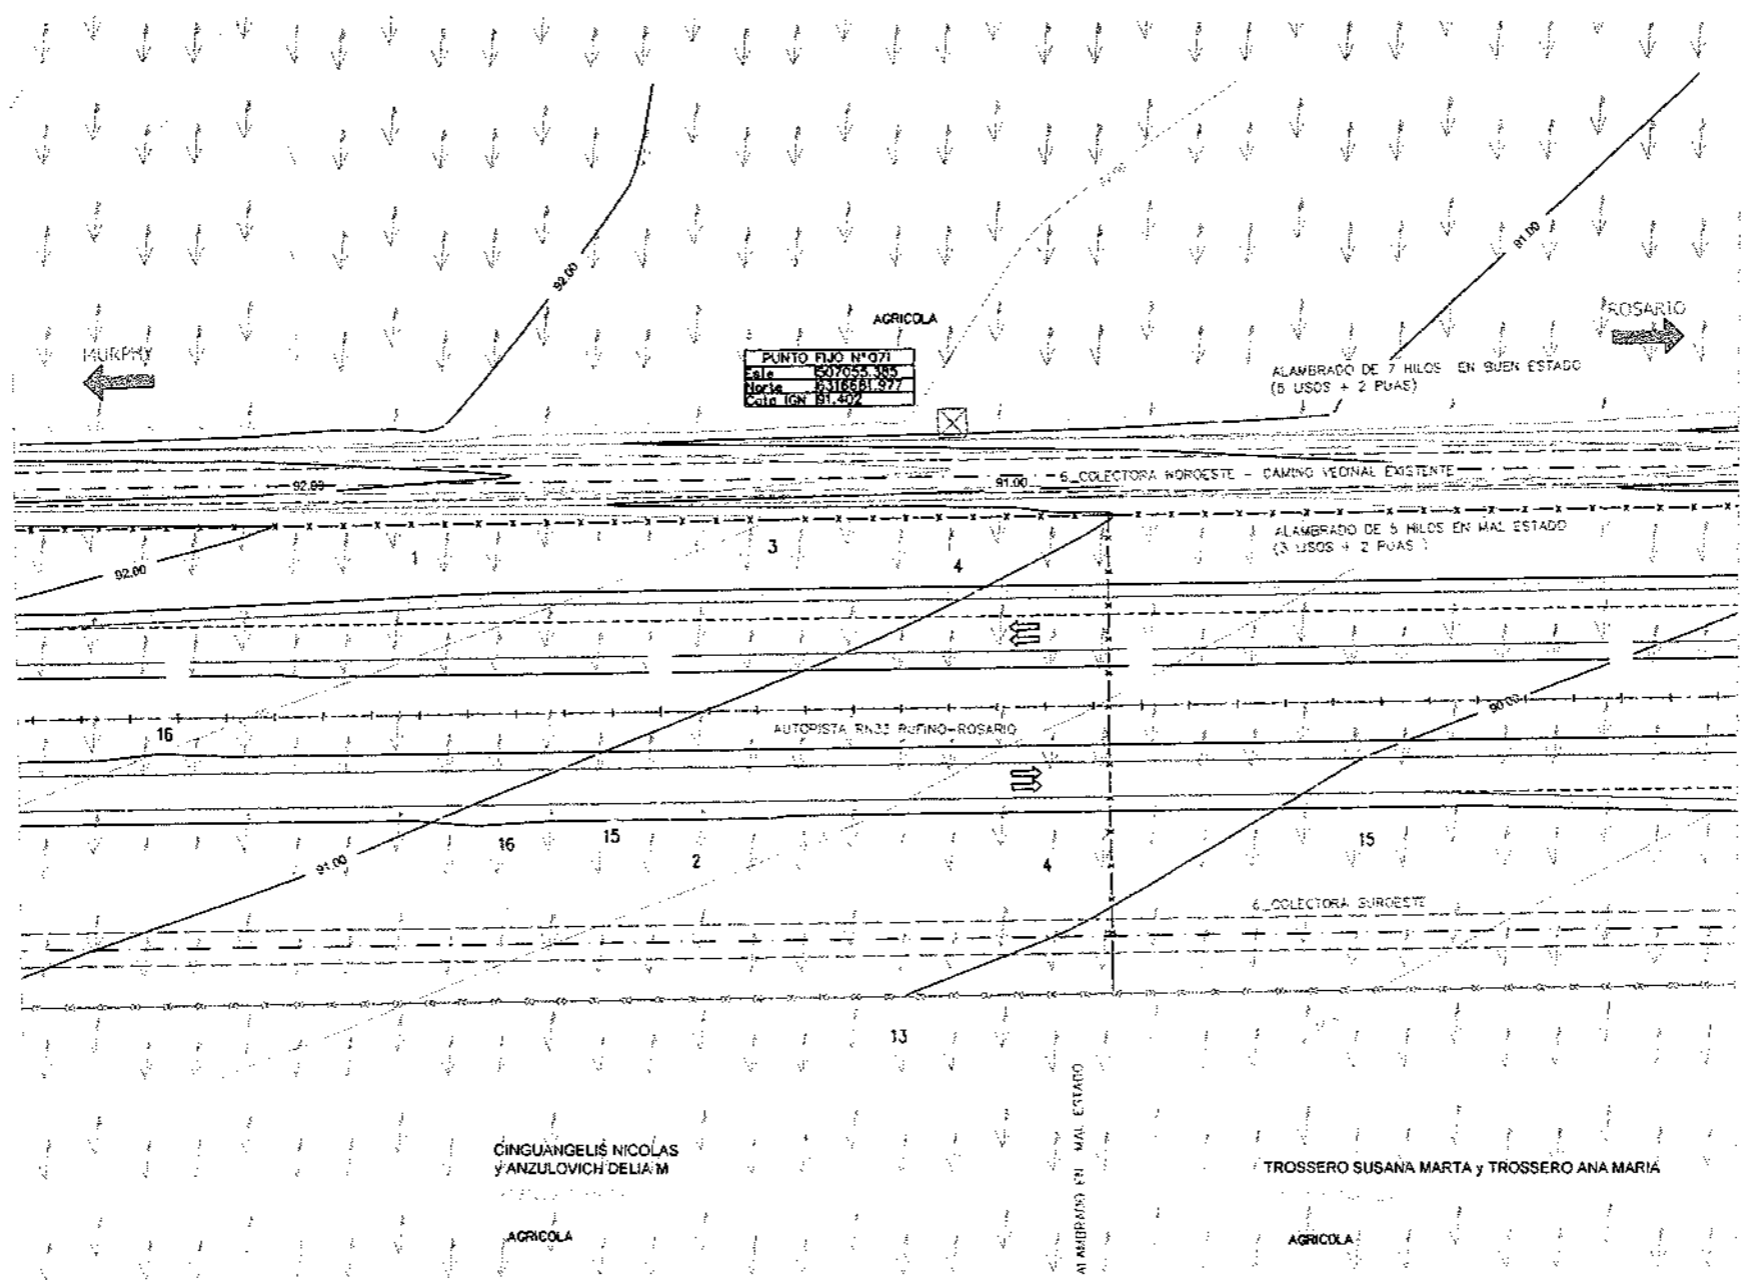 92.00
91.00
AGRICOLA
ROSARIO
MURPHY
PUNTO FIJO N°071
Este 5507055.385
Norte 6316681.977
Cota IGN 91.402
ALAMBRADO DE 7 HILOS EN BUEN ESTADO
(5 LISOS + 2 PUAS)
92.00
91.00
6_COLECTORA NOROESTE - CAMINO VECINAL EXISTENTE
ALAMBRADO DE 5 HILOS EN MAL ESTADO
(3 LISOS + 2 PUAS )
1
3
4
92.00
90.00
16
AUTOPISTA RN33 RUFINO-ROSARIO
16
15
2
4
15
91.00
6_COLECTORA SUROESTE
13
ALAMBRADO EN MAL ESTADO
CINGUANGELIS NICOLAS
y ANZULOVICH DELIA M
TROSSERO SUSANA MARTA y TROSSERO ANA MARIA
AGRICOLA
AGRICOLA